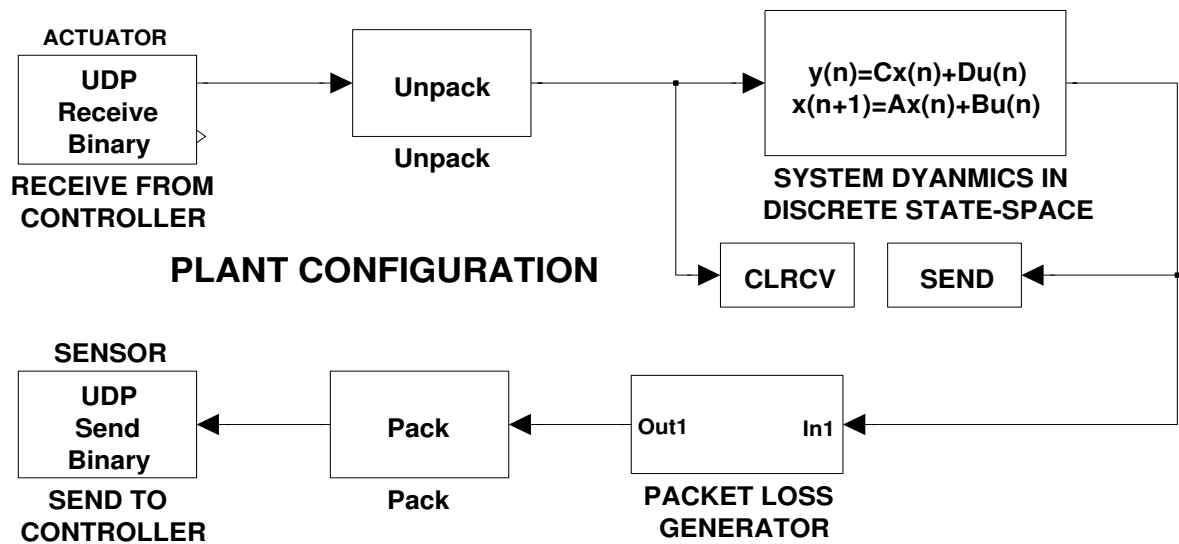 ACTUATOR
UDP
Receive
Binary
RECEIVE FROM
CONTROLLER
Unpack
Unpack
y(n)=Cx(n)+Du(n)
x(n+1)=Ax(n)+Bu(n)
SYSTEM DYANMICS IN
DISCRETE STATE-SPACE
PLANT CONFIGURATION
CLRCV
SEND
SENSOR
UDP
Send
Binary
SEND TO
CONTROLLER
Pack
Pack
Out1
In1
PACKET LOSS
GENERATOR